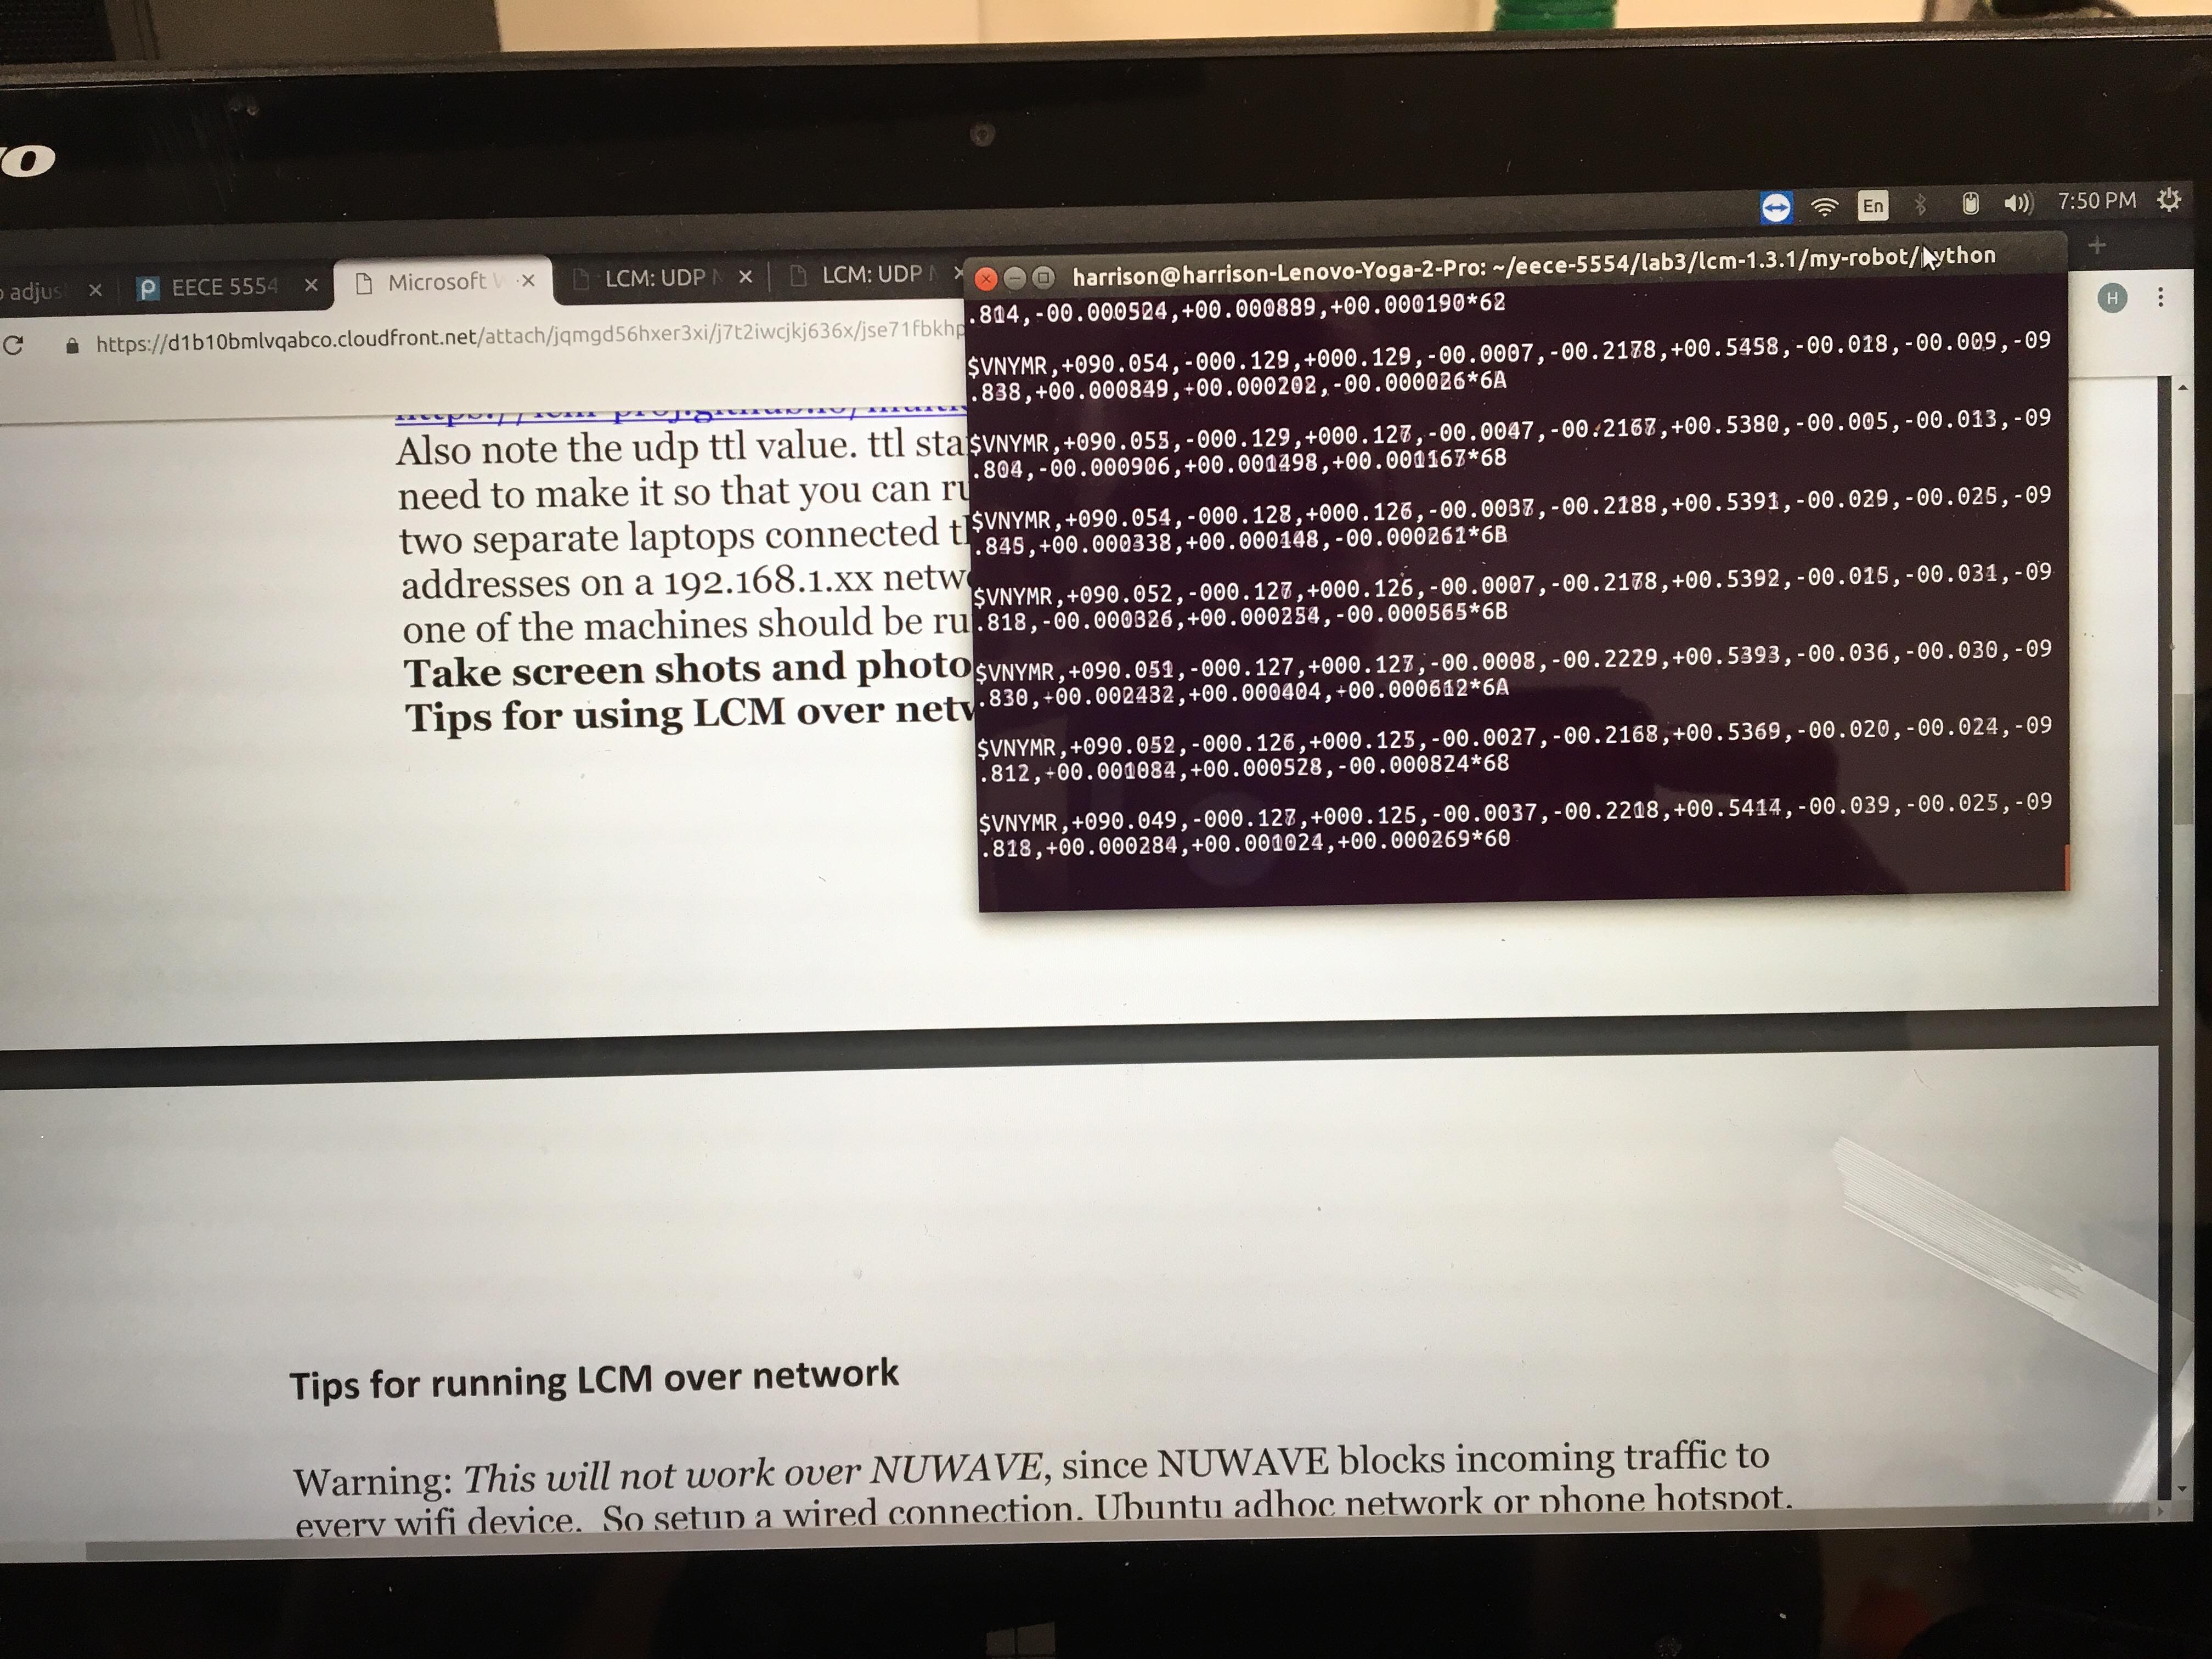 7:50 PM
En
EECE 5554
Microsoft
LCM: UDP
LCM: UDP
harrison@harrison-Lenovo-Yoga-2-Pro: ~/eece-5554/lab3/lcm-1.3.1/my-robot/python
H
https://d1b10bmlvqabco.cloudfront.net/attach/jqmgd56hxer3xi/j7t2iwcjkj636x/jse71fbkhp
Also note the udp ttl value. ttl sta
need to make it so that you can ru
two separate laptops connected
addresses on a 192.168.1.xx netw
one of the machines should be ru
Take screen shots and photo
Tips for using LCM over netw
.814,-00.000524,+00.000889,+00.000190*62
$VNYMR,+090.054,-000.129,+000.129,-00.0007,-00.2178,+00.5458,-00.018,-00.009,-09
.838,+00.000849,+00.000202,-00.000026*6A
$VNYMR,+090.055,-000.129,+000.127,-00.0047,-00.2167,+00.5380,-00.005,-00.013,-09
.804,-00.000906,+00.001498,+00.001167*68
$VNYMR,+090.054,-000.128,+000.126,-00.0037,-00.2188,+00.5391,-00.029,-00.025,-09
.845,+00.000338,+00.000148,-00.000261*6B
$VNYMR,+090.052,-000.127,+000.126,-00.0007,-00.2178,+00.5392,-00.015,-00.031,-09
.818,-00.000326,+00.000254,-00.000565*6B
$VNYMR,+090.051,-000.127,+000.127,-00.0008,-00.2229,+00.5393,-00.036,-00.030,-09
.830,+00.002432,+00.000404,+00.000612*6A
$VNYMR,+090.052,-000.126,+000.125,-00.0027,-00.2168,+00.5369,-00.020,-00.024,-09
.812,+00.001084,+00.000528,-00.000824*68
$VNYMR,+090.049,-000.127,+000.125,-00.0037,-00.2218,+00.5414,-00.039,-00.025,-09
.818,+00.000284,+00.001024,+00.000269*60
Tips for running LCM over network
Warning: This will not work over NUWAVE, since NUWAVE blocks incoming traffic to
every wifi device. So setup a wired connection, Ubuntu adhoc network or phone hotspot.